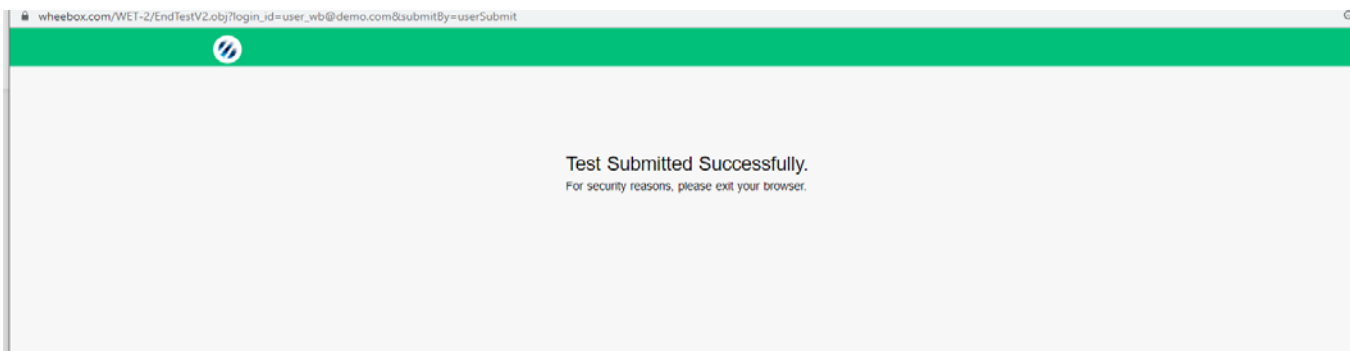 wheebox.com/WET-2/EndTestV2.obj?login_id=user_wb@demo.com&submitBy=userSubmit
Test Submitted Successfully.
For security reasons, please exit your browser.